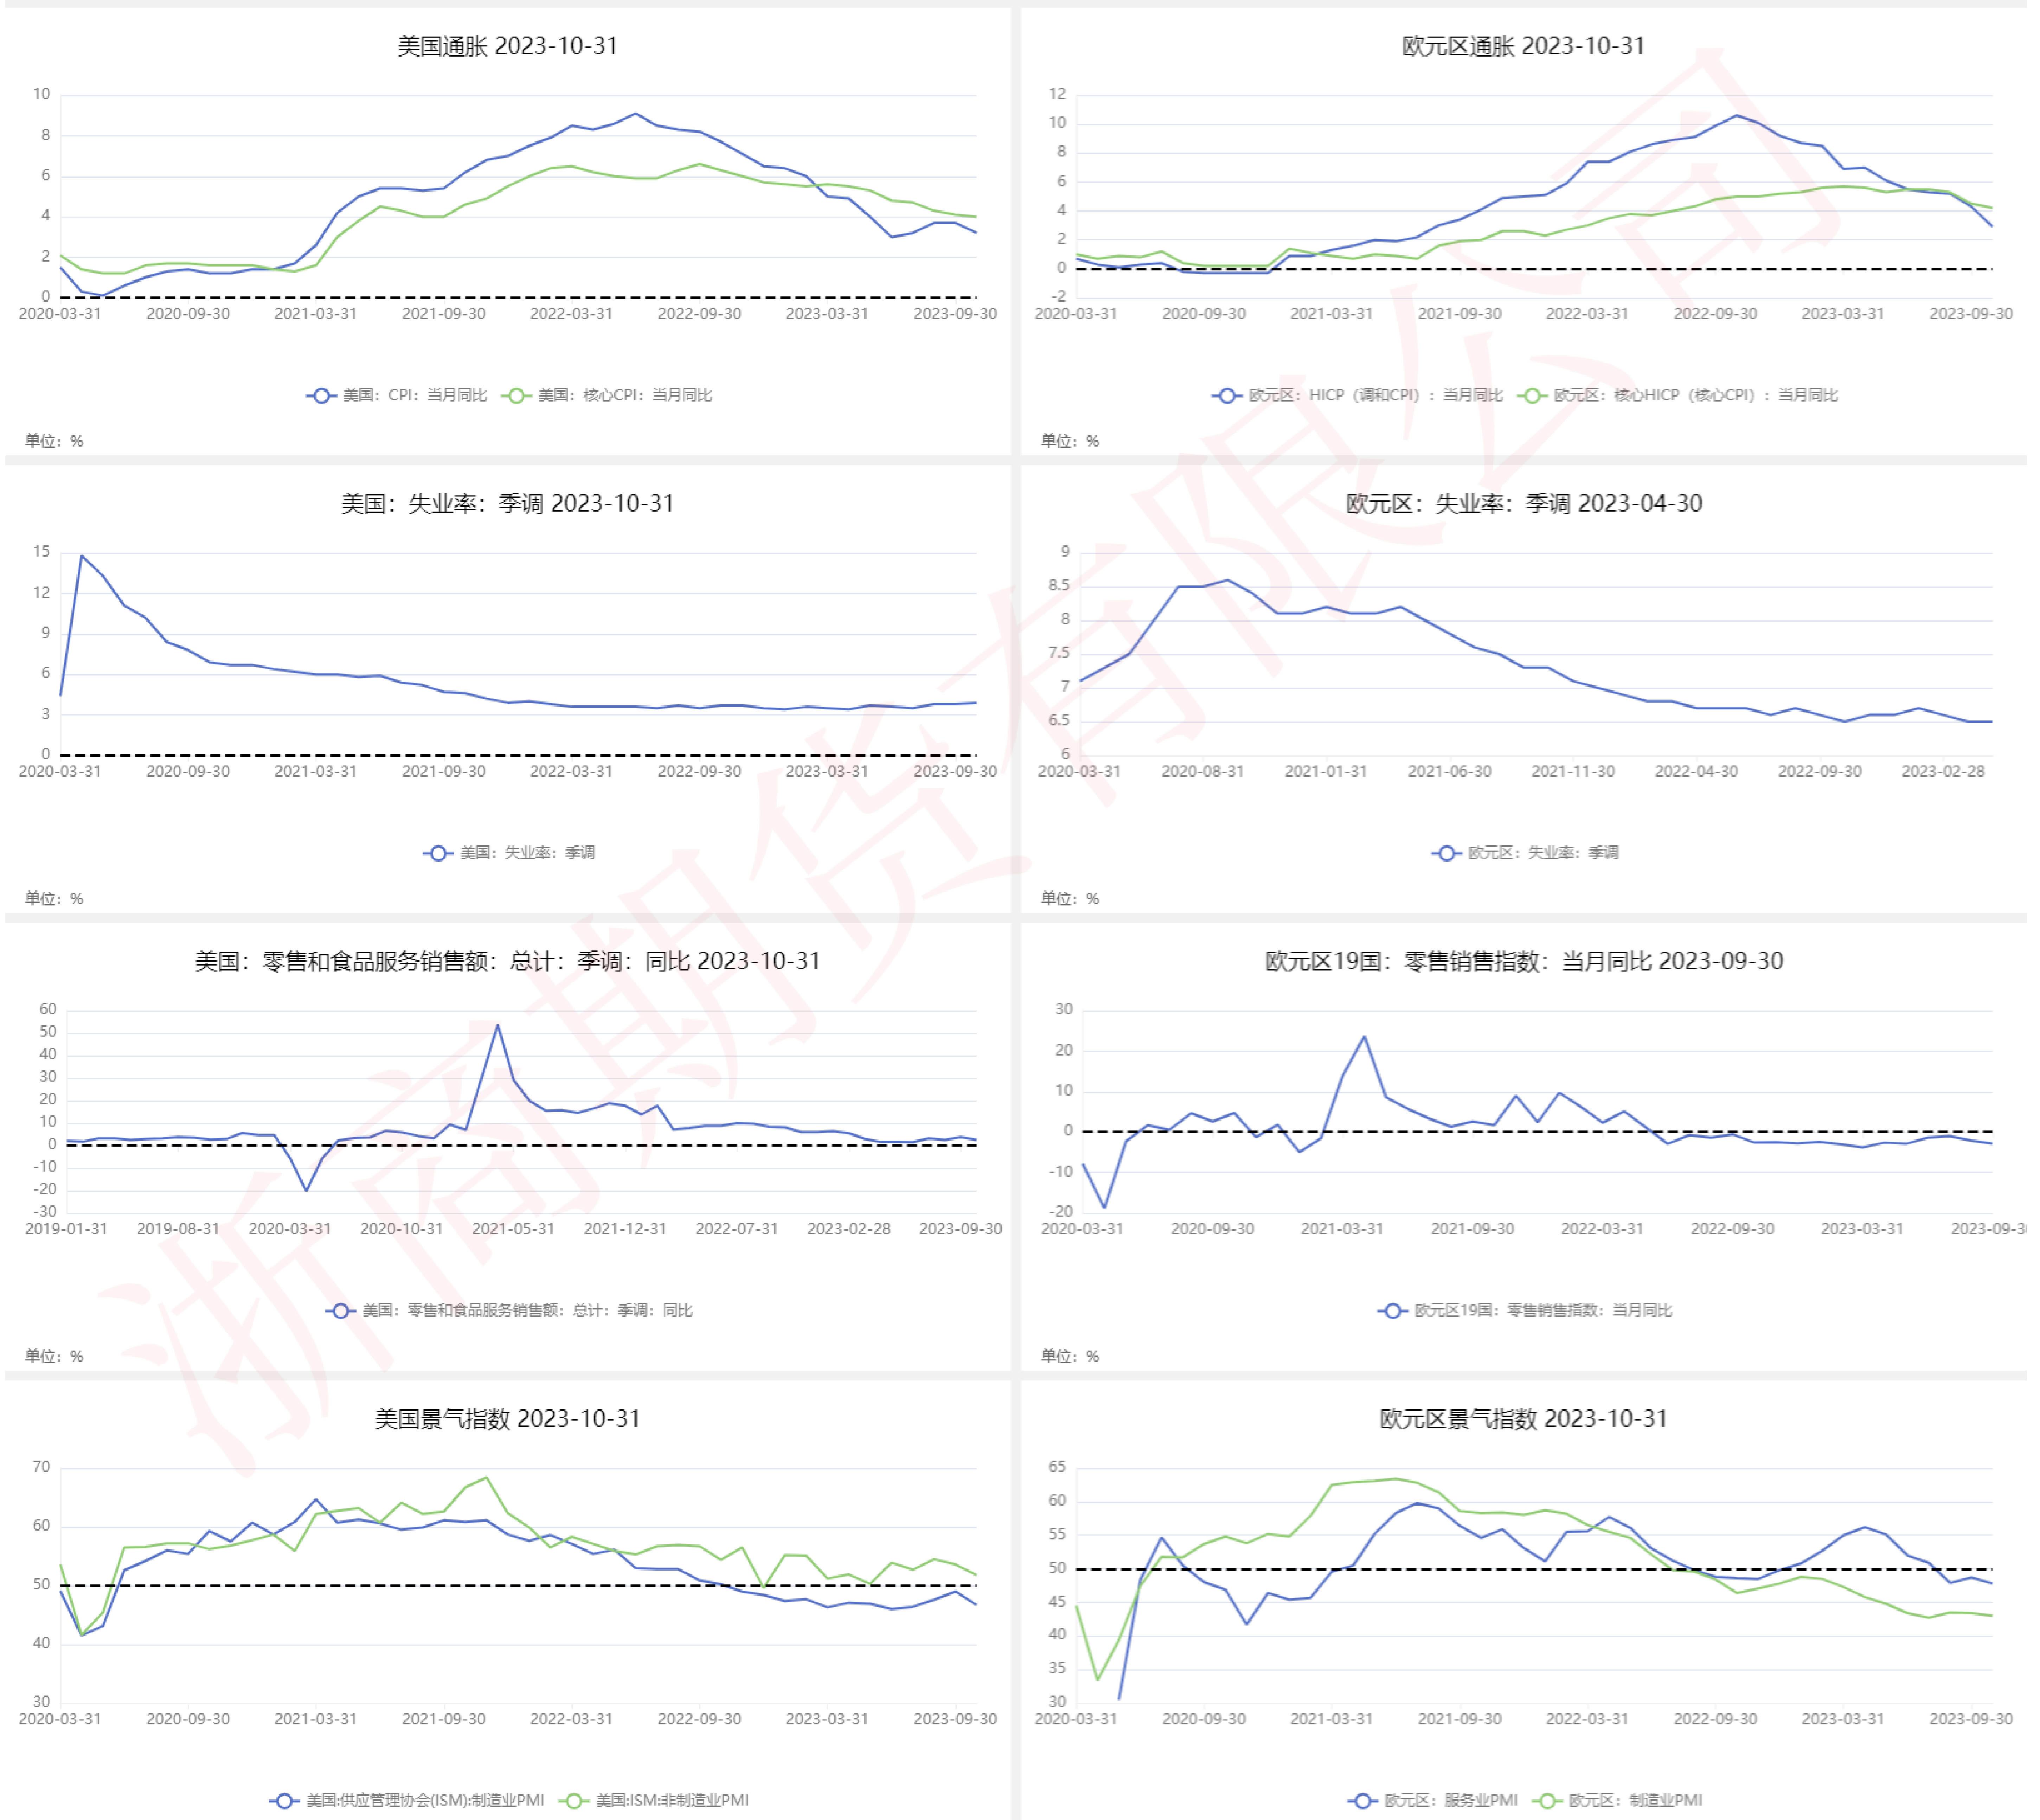 美国通胀 2023-10-31
10
8
6
4
2
0
2020-03-31 2020-09-30 2021-03-31 2021-09-30 2022-03-31 2022-09-30 2023-03-31 2023-09-30
美国：CPI：当月同比 美国：核心CPI：当月同比
单位：%
欧元区通胀 2023-10-31
12
10
8
6
4
2
0
-2
2020-03-31 2020-09-30 2021-03-31 2021-09-30 2022-03-31 2022-09-30 2023-03-31 2023-09-30
欧元区：HICP（调和CPI）：当月同比 欧元区：核心HICP（核心CPI）：当月同比
单位：%
美国：失业率：季调 2023-10-31
15
12
9
6
3
0
2020-03-31 2020-09-30 2021-03-31 2021-09-30 2022-03-31 2022-09-30 2023-03-31 2023-09-30
美国：失业率：季调
单位：%
欧元区：失业率：季调 2023-04-30
9
8.5
8
7.5
7
6.5
6
2020-03-31 2020-08-31 2021-01-31 2021-06-30 2021-11-30 2022-04-30 2022-09-30 2023-02-28
欧元区：失业率：季调
单位：%
美国：零售和食品服务销售额：总计：季调：同比 2023-10-31
60
50
40
30
20
10
0
-10
-20
-30
2019-01-31 2019-08-31 2020-03-31 2020-10-31 2021-05-31 2021-12-31 2022-07-31 2023-02-28 2023-09-30
美国：零售和食品服务销售额：总计：季调：同比
单位：%
欧元区19国：零售销售指数：当月同比 2023-09-30
30
20
10
0
-10
-20
2020-03-31 2020-09-30 2021-03-31 2021-09-30 2022-03-31 2022-09-30 2023-03-31 2023-09-30
欧元区19国：零售销售指数：当月同比
单位：%
美国景气指数 2023-10-31
70
60
50
40
30
2020-03-31 2020-09-30 2021-03-31 2021-09-30 2022-03-31 2022-09-30 2023-03-31 2023-09-30
美国:供应管理协会(ISM):制造业PMI 美国:ISM:非制造业PMI
欧元区景气指数 2023-10-31
65
60
55
50
45
40
35
30
2020-03-31 2020-09-30 2021-03-31 2021-09-30 2022-03-31 2022-09-30 2023-03-31 2023-09-30
欧元区：服务业PMI 欧元区：制造业PMI
浙商期货有限公司